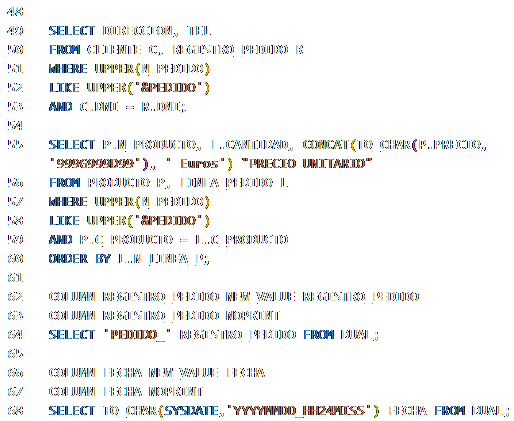 48
49 SELECT DIRECCION, TEL
50 FROM CLIENTE C, REGISTRO_PEDIDO R
51 WHERE UPPER(N_PEDIDO)
52 LIKE UPPER('&PEDIDO')
53 AND C.DNI = R.DNI;
54
55 SELECT P.N_PRODUCTO, L.CANTIDAD, CONCAT(TO_CHAR(P.PRECIO,
'999G999D99'), ' Euros') "PRECIO UNITARIO"
56 FROM PRODUCTO P, LINEA_PEDIDO L
57 WHERE UPPER(N_PEDIDO)
58 LIKE UPPER('&PEDIDO')
59 AND P.C_PRODUCTO = L.C_PRODUCTO
60 ORDER BY L.N_LINEA_P;
61
62 COLUMN REGISTRO_PEDIDO NEW_VALUE REGISTRO_PEDIDO
63 COLUMN REGISTRO_PEDIDO NOPRINT
64 SELECT 'PEDIDO_' REGISTRO_PEDIDO FROM DUAL;
65
66 COLUMN FECHA NEW_VALUE FECHA
67 COLUMN FECHA NOPRINT
68 SELECT TO_CHAR(SYSDATE,'YYYYMMDD_HH24MISS') FECHA FROM DUAL;